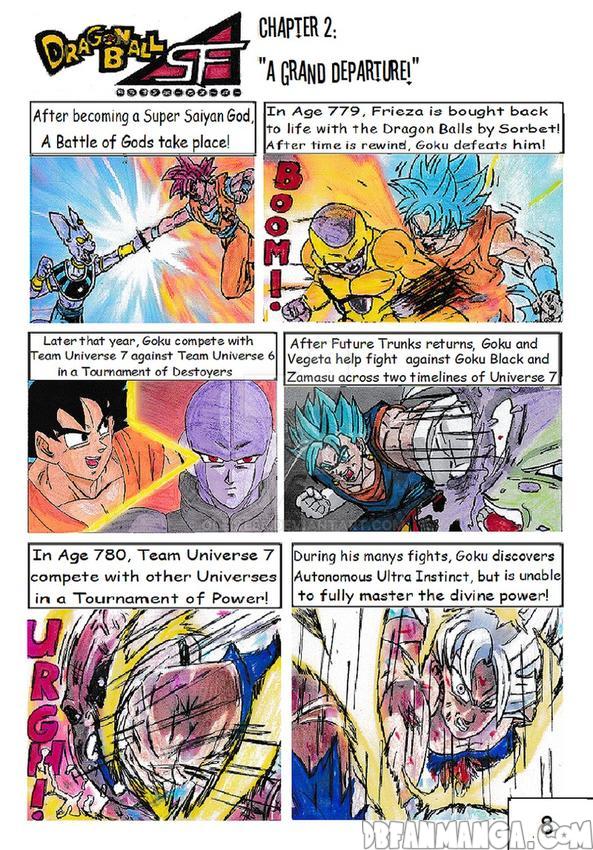 DRAGON BALL SF
CHAPTER 2:
"A GRAND DEPARTURE!"
After becoming a Super Saiyan God,
A Battle of Gods take place!
In Age 779, Frieza is bought back
to life with the Dragon Balls by Sorbet!
After time is rewind, Goku defeats him!
BOOM!
Later that year, Goku compete with
Team Universe 7 against Team Universe 6
in a Tournament of Destoyers
After Future Trunks returns, Goku and
Vegeta help fight against Goku Black and
Zamasu across two timelines of Universe 7
In Age 780, Team Universe 7
compete with other Universes
in a Tournament of Power!
During his manys fights, Goku discovers
Autonomous Ultra Instinct, but is unable
to fully master the divine power!
URGH!
8
DBFANMANGA.COM